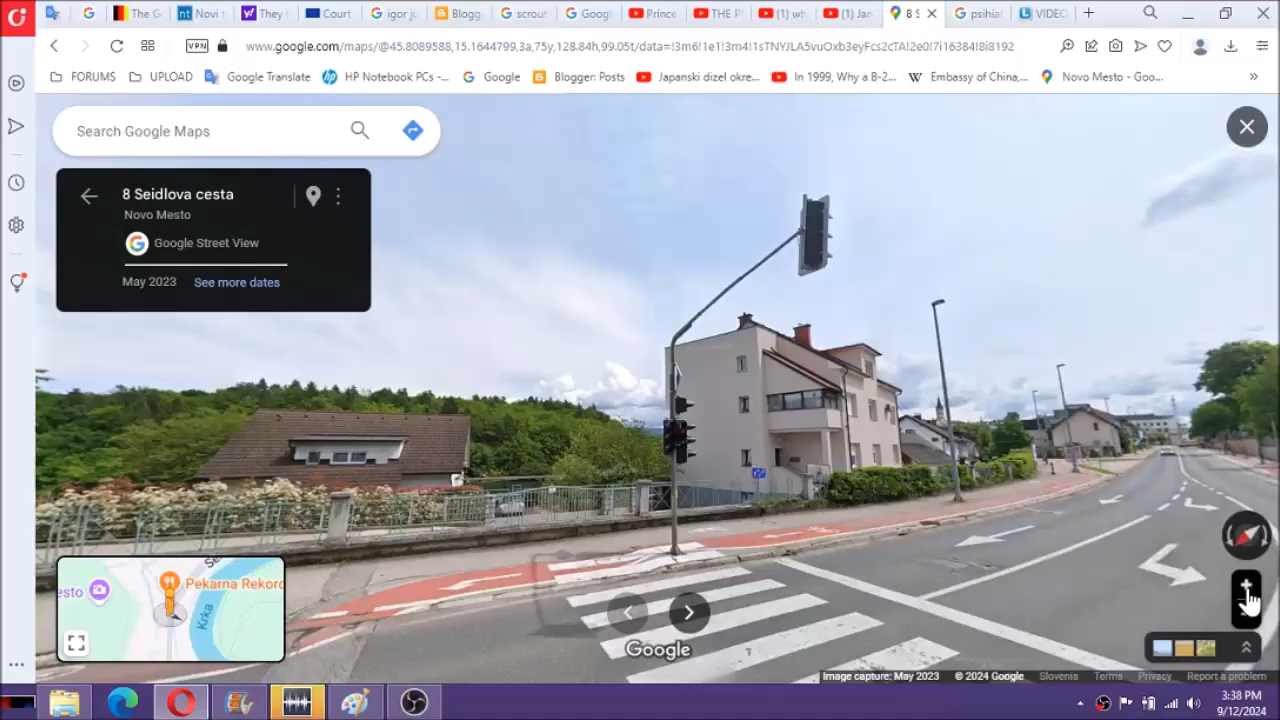 The G
Novi t
They
Court
igor ju
Blogg
scrout
Goog
Prince
THE P
(1) wh
(1) Jar
8 S
psihiat
VIDEO
VPN
www.google.com/maps/@45.8089588,15.1644799,3a,75y,128.84h,99.05t/data=!3m6!1e1!3m4!1sTNYJLA5vuOxb3eyFcs2cTA!2e0!7i16384!8i8192
FORUMS
UPLOAD
Google Translate
HP Notebook PCs -...
Google
Blogger: Posts
Japanski dizel okre...
In 1999, Why a B-2...
Embassy of China,...
Novo Mesto - Goo...
Search Google Maps
8 Seidlova cesta
Novo Mesto
Google Street View
May 2023 See more dates
esto
Se
Pekarna Rekord
Krka
Google
Image capture: May 2023 © 2024 Google Slovenia Terms Privacy Report a problem
3:38 PM
9/12/2024